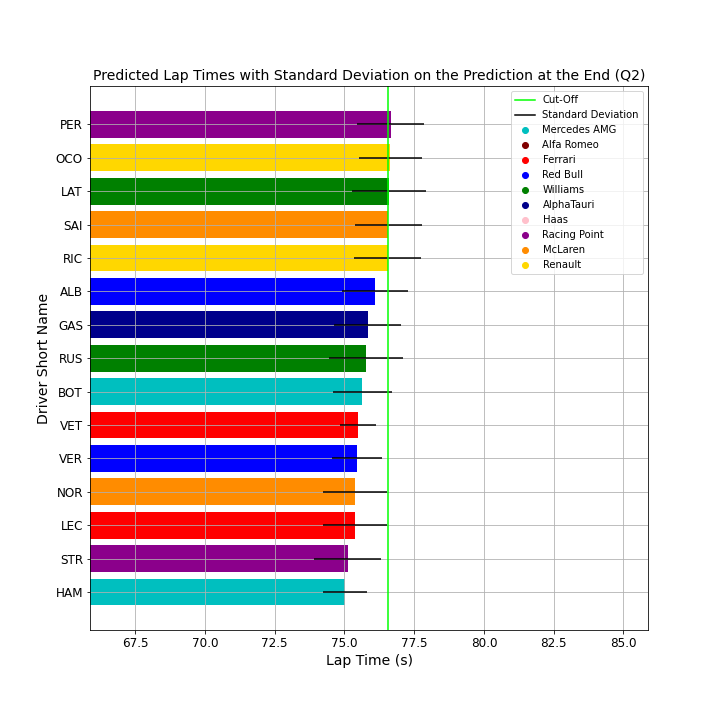 Predicted Lap Times with Standard Deviation on the Prediction at the End (Q2)
Cut-Off
Standard Deviation
Mercedes AMG
Alfa Romeo
Ferrari
Red Bull
Williams
AlphaTauri
Haas
Racing Point
McLaren
Renault
Driver Short Name
PER
OCO
LAT
SAI
RIC
ALB
GAS
RUS
BOT
VET
VER
NOR
LEC
STR
HAM
67.5 70.0 72.5 75.0 77.5 80.0 82.5 85.0
Lap Time (s)